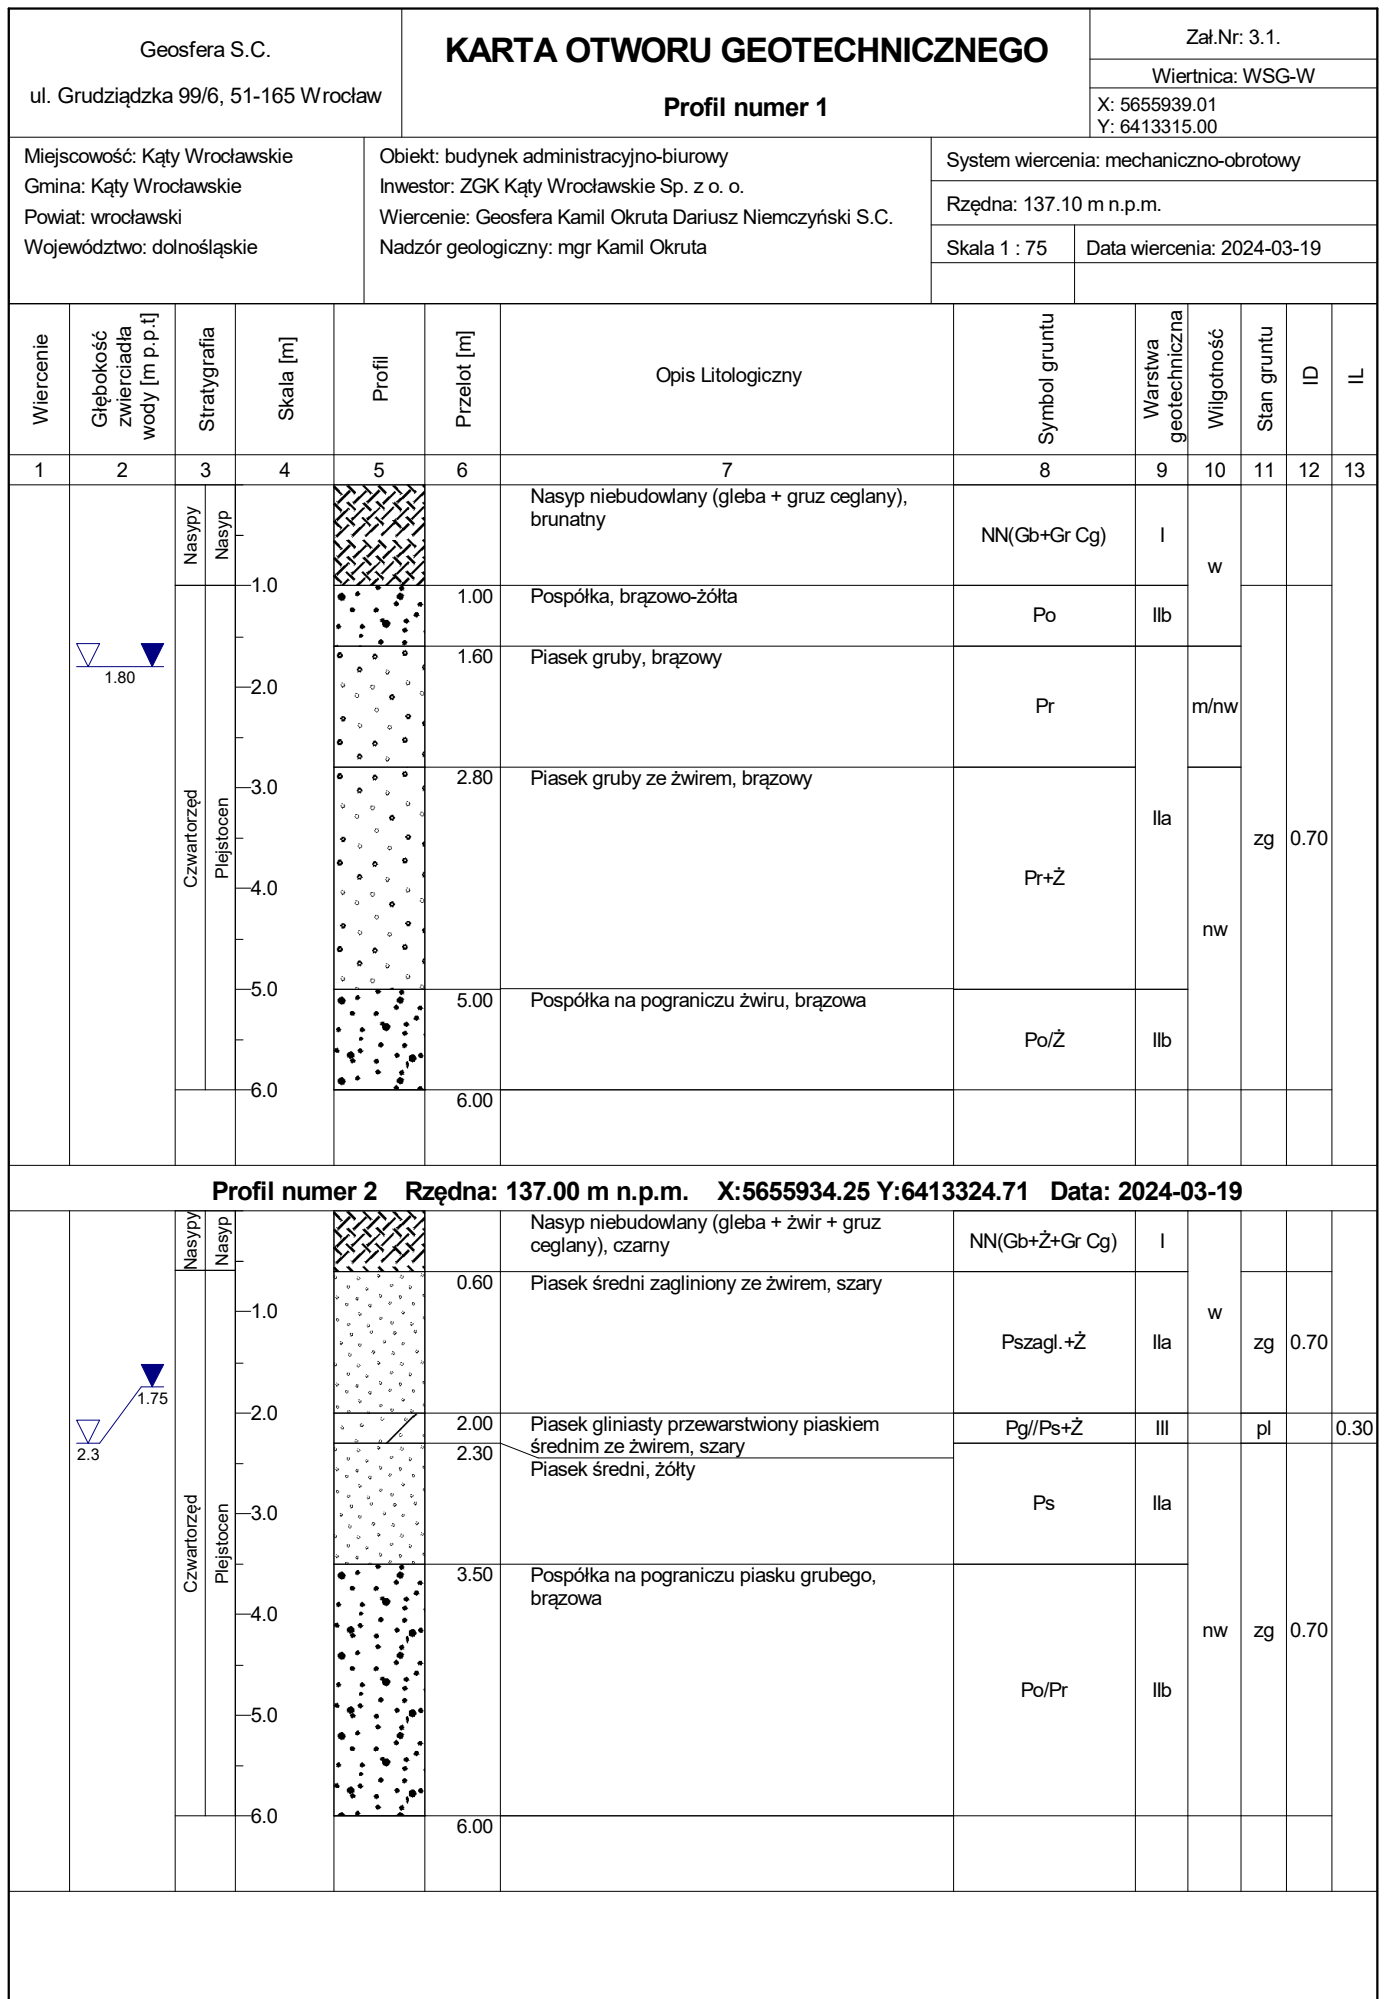 Geosfera S.C.
ul. Grudziądzka 99/6, 51-165 Wrocław
KARTA OTWORU GEOTECHNICZNEGO
Profil numer 1
Zał.Nr: 3.1.
Wiertnica: WSG-W
X: 5655939.01
Y: 6413315.00
Miejscowość: Kąty Wrocławskie
Gmina: Kąty Wrocławskie
Powiat: wrocławski
Województwo: dolnośląskie
Obiekt: budynek administracyjno-biurowy
Inwestor: ZGK Kąty Wrocławskie Sp. z o. o.
Wiercenie: Geosfera Kamil Okruta Dariusz Niemczyński S.C.
Nadzór geologiczny: mgr Kamil Okruta
System wiercenia: mechaniczno-obrotowy
Rzędna: 137.10 m n.p.m.
Skala 1 : 75
Data wiercenia: 2024-03-19
Wiercenie
Głębokość
zwierciadła
wody [m p.p.t]
Stratygrafia
Skala [m]
Profil
Przelot [m]
Opis Litologiczny
Symbol gruntu
Warstwa
geotechniczna
Wilgotność
Stan gruntu
ID
IL
1 2 3 4 5 6 7 8 9 10 11 12 13
Nasypy
Nasyp
Nasyp niebudowlany (gleba + gruz ceglany),
brunatny
NN(Gb+Gr Cg)
I
w
1.0
1.00
Pospółka, brązowo-żółta
Po
IIb
1.80
1.60
Piasek gruby, brązowy
2.0
Pr
m/nw
2.80
Piasek gruby ze żwirem, brązowy
3.0
Czwartorzęd
Plejstocen
IIa
zg
0.70
Pr+Ż
4.0
nw
5.0
5.00
Pospółka na pograniczu żwiru, brązowa
Po/Ż
IIb
6.0
6.00
Profil numer 2 Rzędna: 137.00 m n.p.m. X:5655934.25 Y:6413324.71 Data: 2024-03-19
Nasypy
Nasyp
Nasyp niebudowlany (gleba + żwir + gruz
ceglany), czarny
NN(Gb+Ż+Gr Cg)
I
0.60
Piasek średni zagliniony ze żwirem, szary
1.0
w
Pszagl.+Ż
IIa
zg
0.70
1.75
2.0
2.00
Piasek gliniasty przewarstwiony piaskiem
średnim ze żwirem, szary
Pg//Ps+Ż
III
pl
0.30
2.3
2.30
Piasek średni, żółty
Ps
IIa
3.0
Czwartorzęd
Plejstocen
3.50
Pospółka na pograniczu piasku grubego,
brązowa
4.0
nw
zg
0.70
Po/Pr
IIb
5.0
6.0
6.00